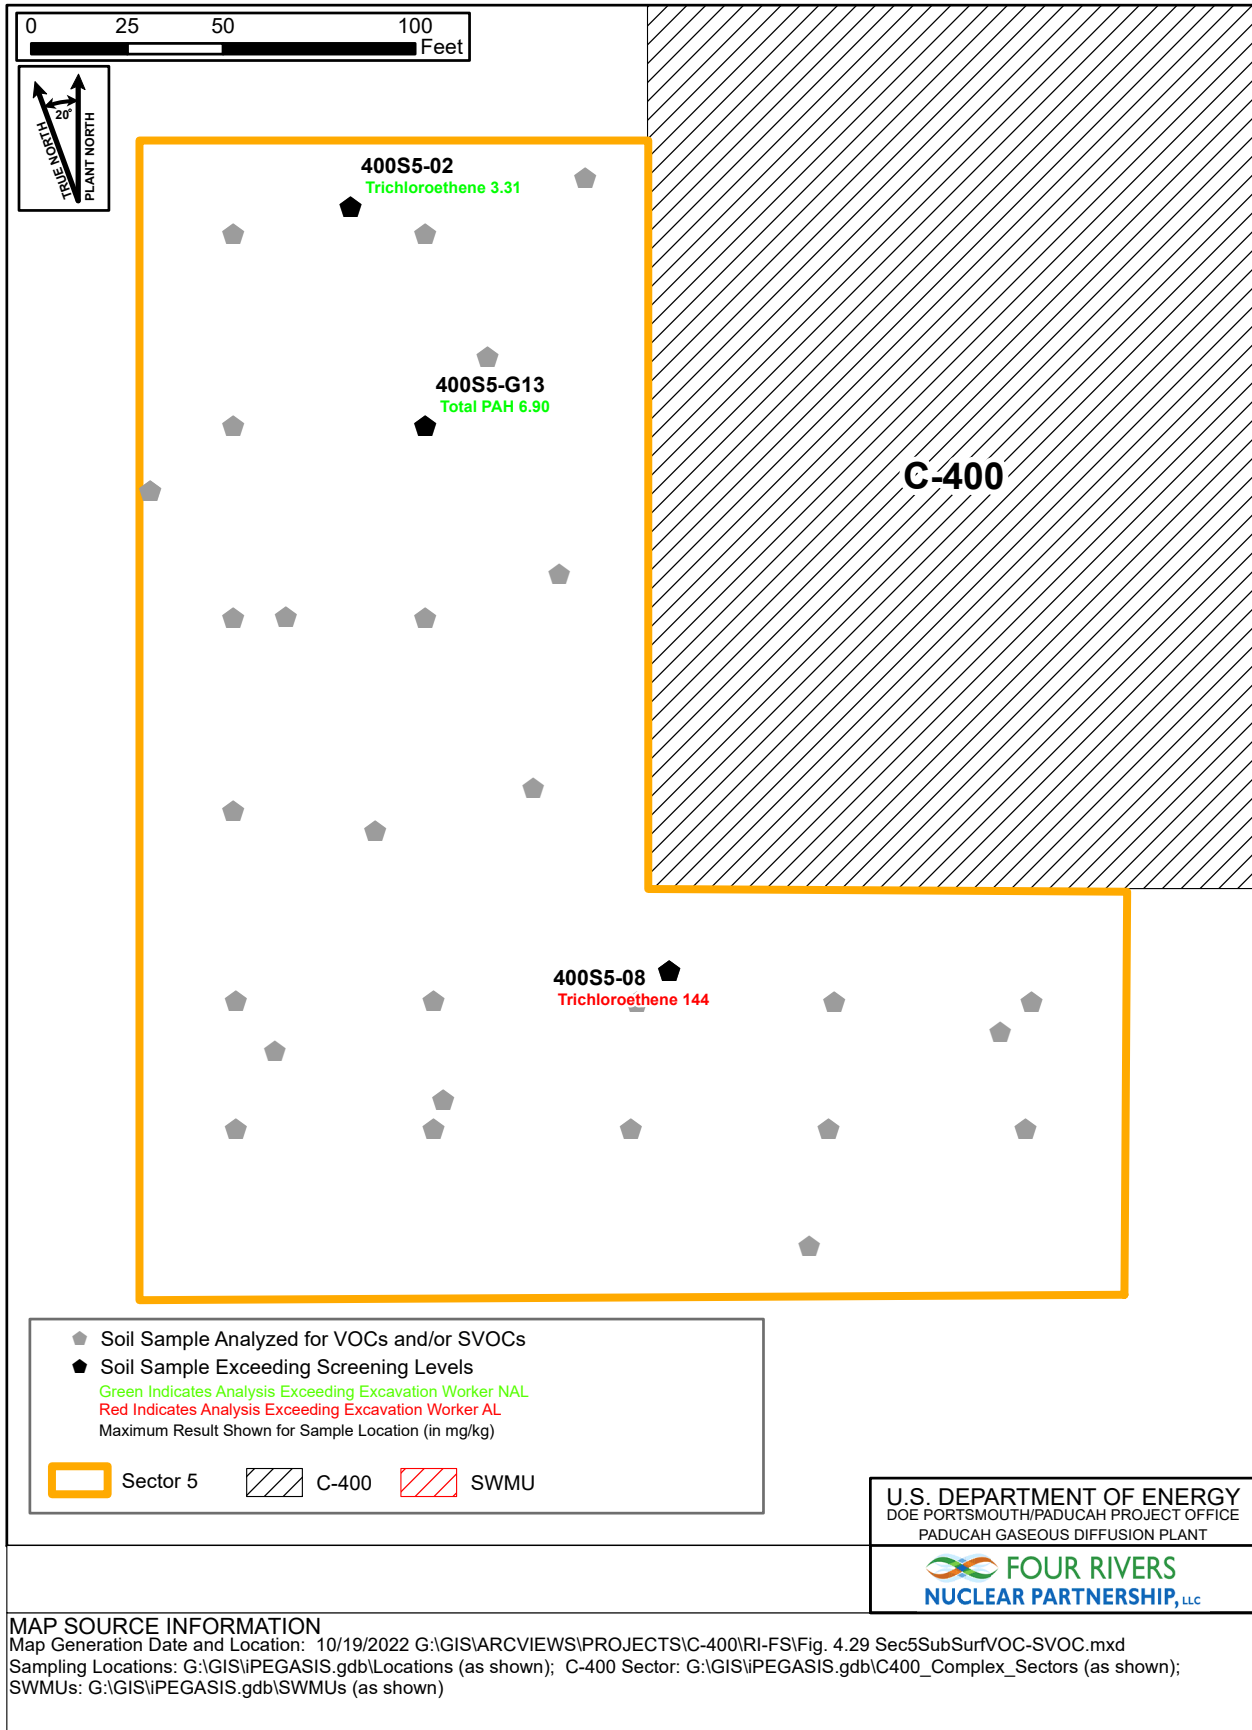 0 25 50 100
Feet
20°
TRUE NORTH
PLANT NORTH
400S5-02
Trichloroethene 3.31
400S5-G13
Total PAH 6.90
C-400
400S5-08
Trichloroethene 144
Soil Sample Analyzed for VOCs and/or SVOCs
Soil Sample Exceeding Screening Levels
Green Indicates Analysis Exceeding Excavation Worker NAL
Red Indicates Analysis Exceeding Excavation Worker AL
Maximum Result Shown for Sample Location (in mg/kg)
Sector 5 C-400 SWMU
U.S. DEPARTMENT OF ENERGY
DOE PORTSMOUTH/PADUCAH PROJECT OFFICE
PADUCAH GASEOUS DIFFUSION PLANT
FOUR RIVERS
NUCLEAR PARTNERSHIP, LLC
MAP SOURCE INFORMATION
Map Generation Date and Location: 10/19/2022 G:\GIS\ARCVIEWS\PROJECTS\C-400\RI-FS\Fig. 4.29 Sec5SubSurfVOC-SVOC.mxd
Sampling Locations: G:\GIS\iPEGASIS.gdb\Locations (as shown); C-400 Sector: G:\GIS\iPEGASIS.gdb\C400_Complex_Sectors (as shown);
SWMUs: G:\GIS\iPEGASIS.gdb\SWMUs (as shown)